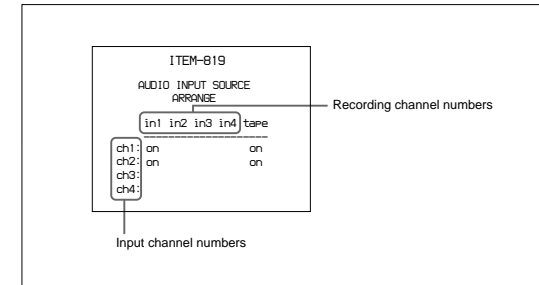 ITEM-819
AUDIO INPUT SOURCE
ARRANGE
in1 in2 in3 in4 tape
Recording channel numbers
ch1: on on
ch2: on on
ch3:
ch4:
Input channel numbers